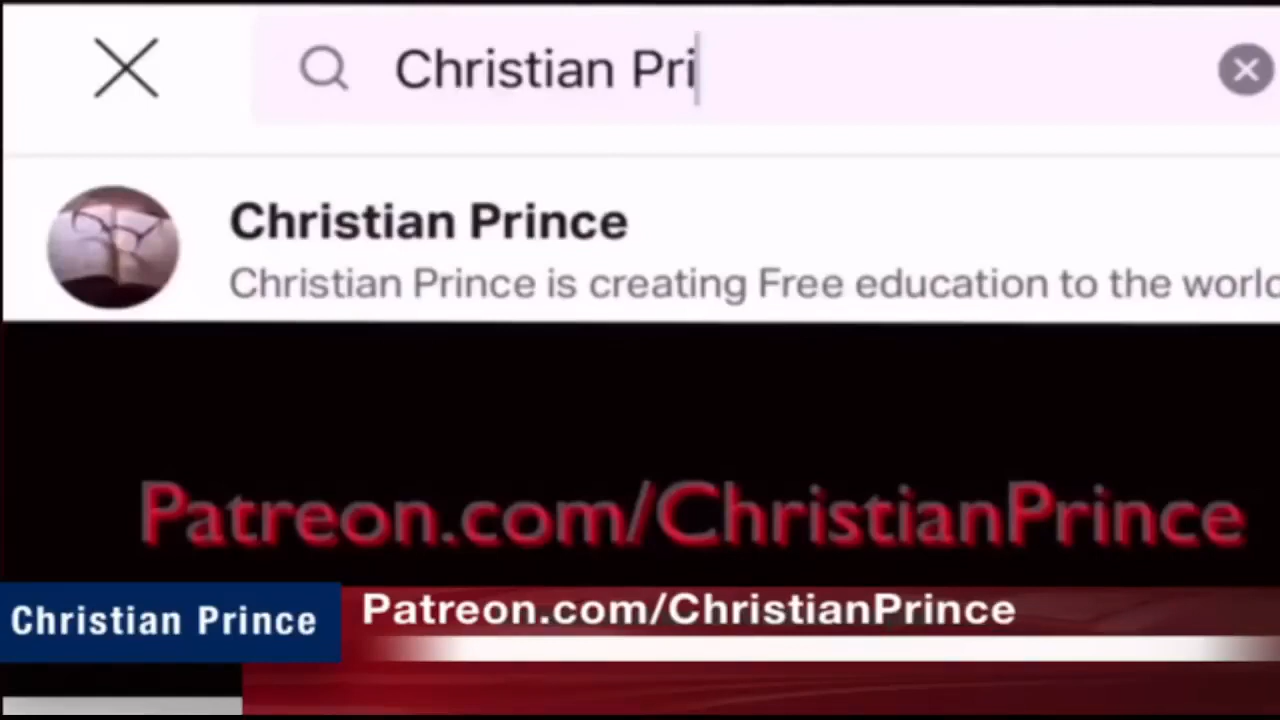 Christian Pri
Christian Prince
Christian Prince is creating Free education to the world
Patreon.com/ChristianPrince
Christian Prince
Patreon.com/ChristianPrince